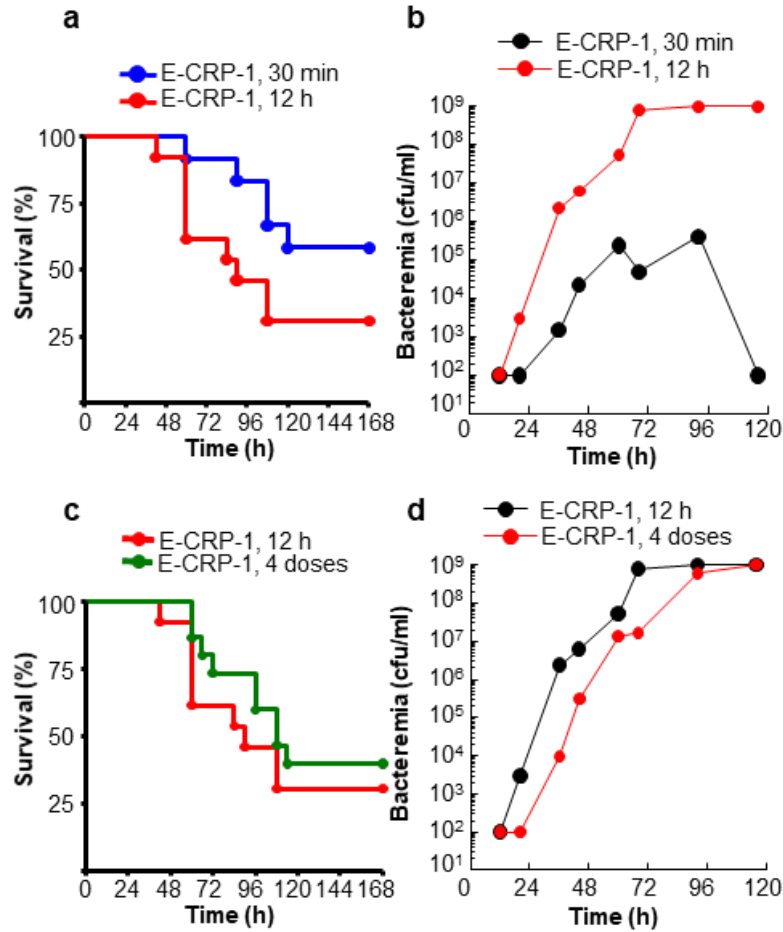 a
E-CRP-1, 30 min
E-CRP-1, 12 h
100
75
50
25
Survival (%)
0 24 48 72 96 120 144 168
Time (h)
b
E-CRP-1, 30 min
E-CRP-1, 12 h
10⁹
10⁸
10⁷
10⁶
10⁵
10⁴
10³
10²
10¹
Bacteremia (cfu/ml)
0 24 48 72 96 120
Time (h)
c
E-CRP-1, 12 h
E-CRP-1, 4 doses
100
75
50
25
Survival (%)
0 24 48 72 96 120 144 168
Time (h)
d
E-CRP-1, 12 h
E-CRP-1, 4 doses
10⁹
10⁸
10⁷
10⁶
10⁵
10⁴
10³
10²
10¹
Bacteremia (cfu/ml)
0 24 48 72 96 120
Time (h)